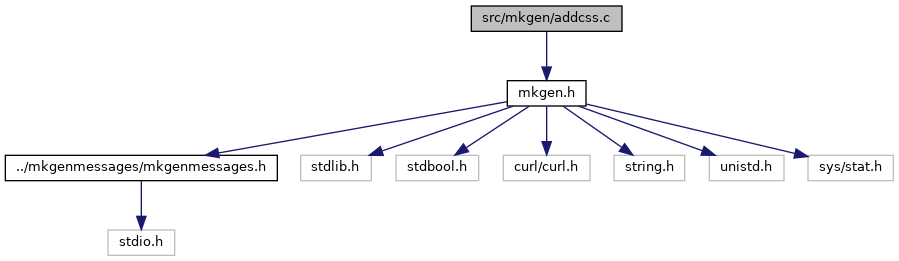 src/mkgen/addcss.c
mkgen.h
../mkgenmessages/mkgenmessages.h
stdlib.h
stdbool.h
curl/curl.h
string.h
unistd.h
sys/stat.h
stdio.h